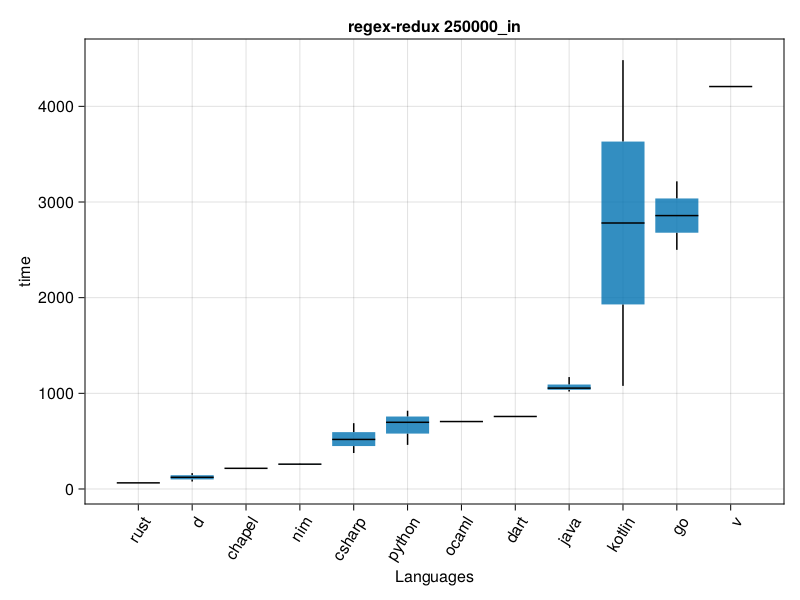 regex-redux 250000_in
time
4000
3000
2000
1000
0
rust
d
chapel
nim
csharp
python
ocaml
dart
java
kotlin
go
v
Languages